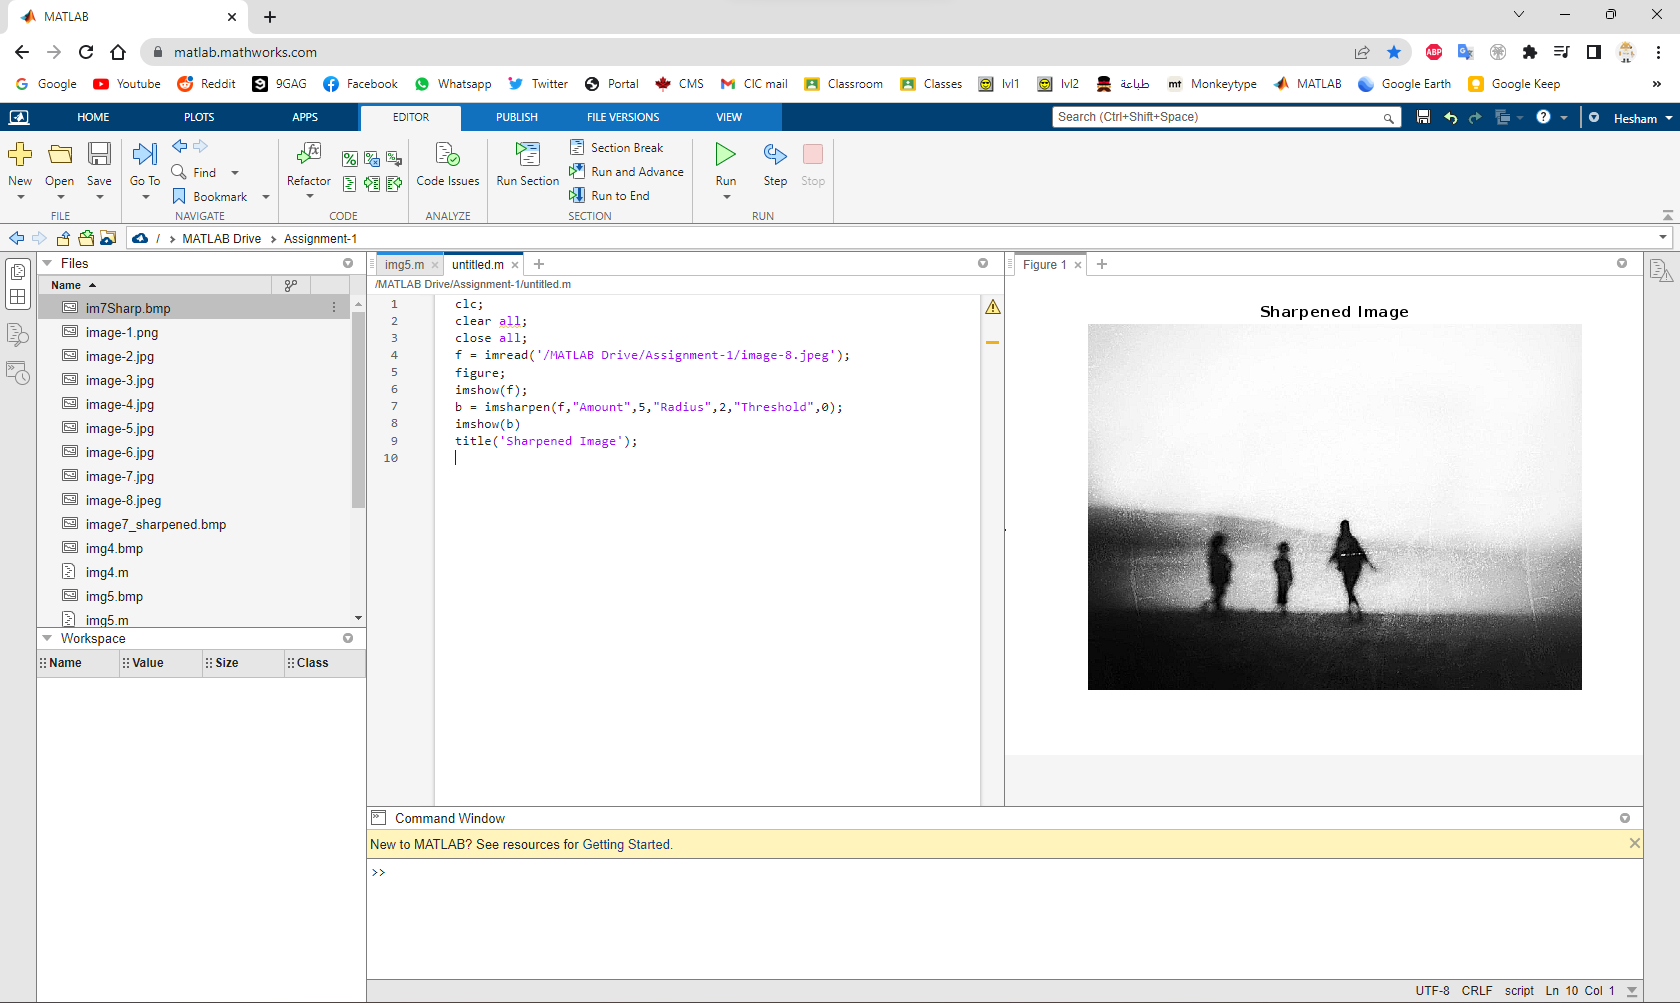 MATLAB
matlab.mathworks.com
ABP
Google Youtube Reddit 9GAG Facebook Whatsapp Twitter Portal CMS CIC mail Classroom Classes lvl1 lvl2 طباعة mt Monkeytype MATLAB Google Earth Google Keep »
HOME PLOTS APPS EDITOR PUBLISH FILE VERSIONS VIEW Search (Ctrl+Shift+Space) Hesham
New Open Save Go To Find Bookmark Refactor Code Issues Run Section Section Break Run and Advance Run to End Run Step Stop
FILE NAVIGATE CODE ANALYZE SECTION RUN
/ › MATLAB Drive › Assignment-1
Files
Name
im7Sharp.bmp
image-1.png
image-2.jpg
image-3.jpg
image-4.jpg
image-5.jpg
image-6.jpg
image-7.jpg
image-8.jpeg
image7_sharpened.bmp
img4.bmp
img4.m
img5.bmp
img5.m
Workspace
Name Value Size Class
img5.m untitled.m
/MATLAB Drive/Assignment-1/untitled.m
1 clc;
2 clear all;
3 close all;
4 f = imread('/MATLAB Drive/Assignment-1/image-8.jpeg');
5 figure;
6 imshow(f);
7 b = imsharpen(f,"Amount",5,"Radius",2,"Threshold",0);
8 imshow(b)
9 title('Sharpened Image');
10
Figure 1
Sharpened Image
Command Window
New to MATLAB? See resources for Getting Started.
>>
UTF-8 CRLF script Ln 10 Col 1